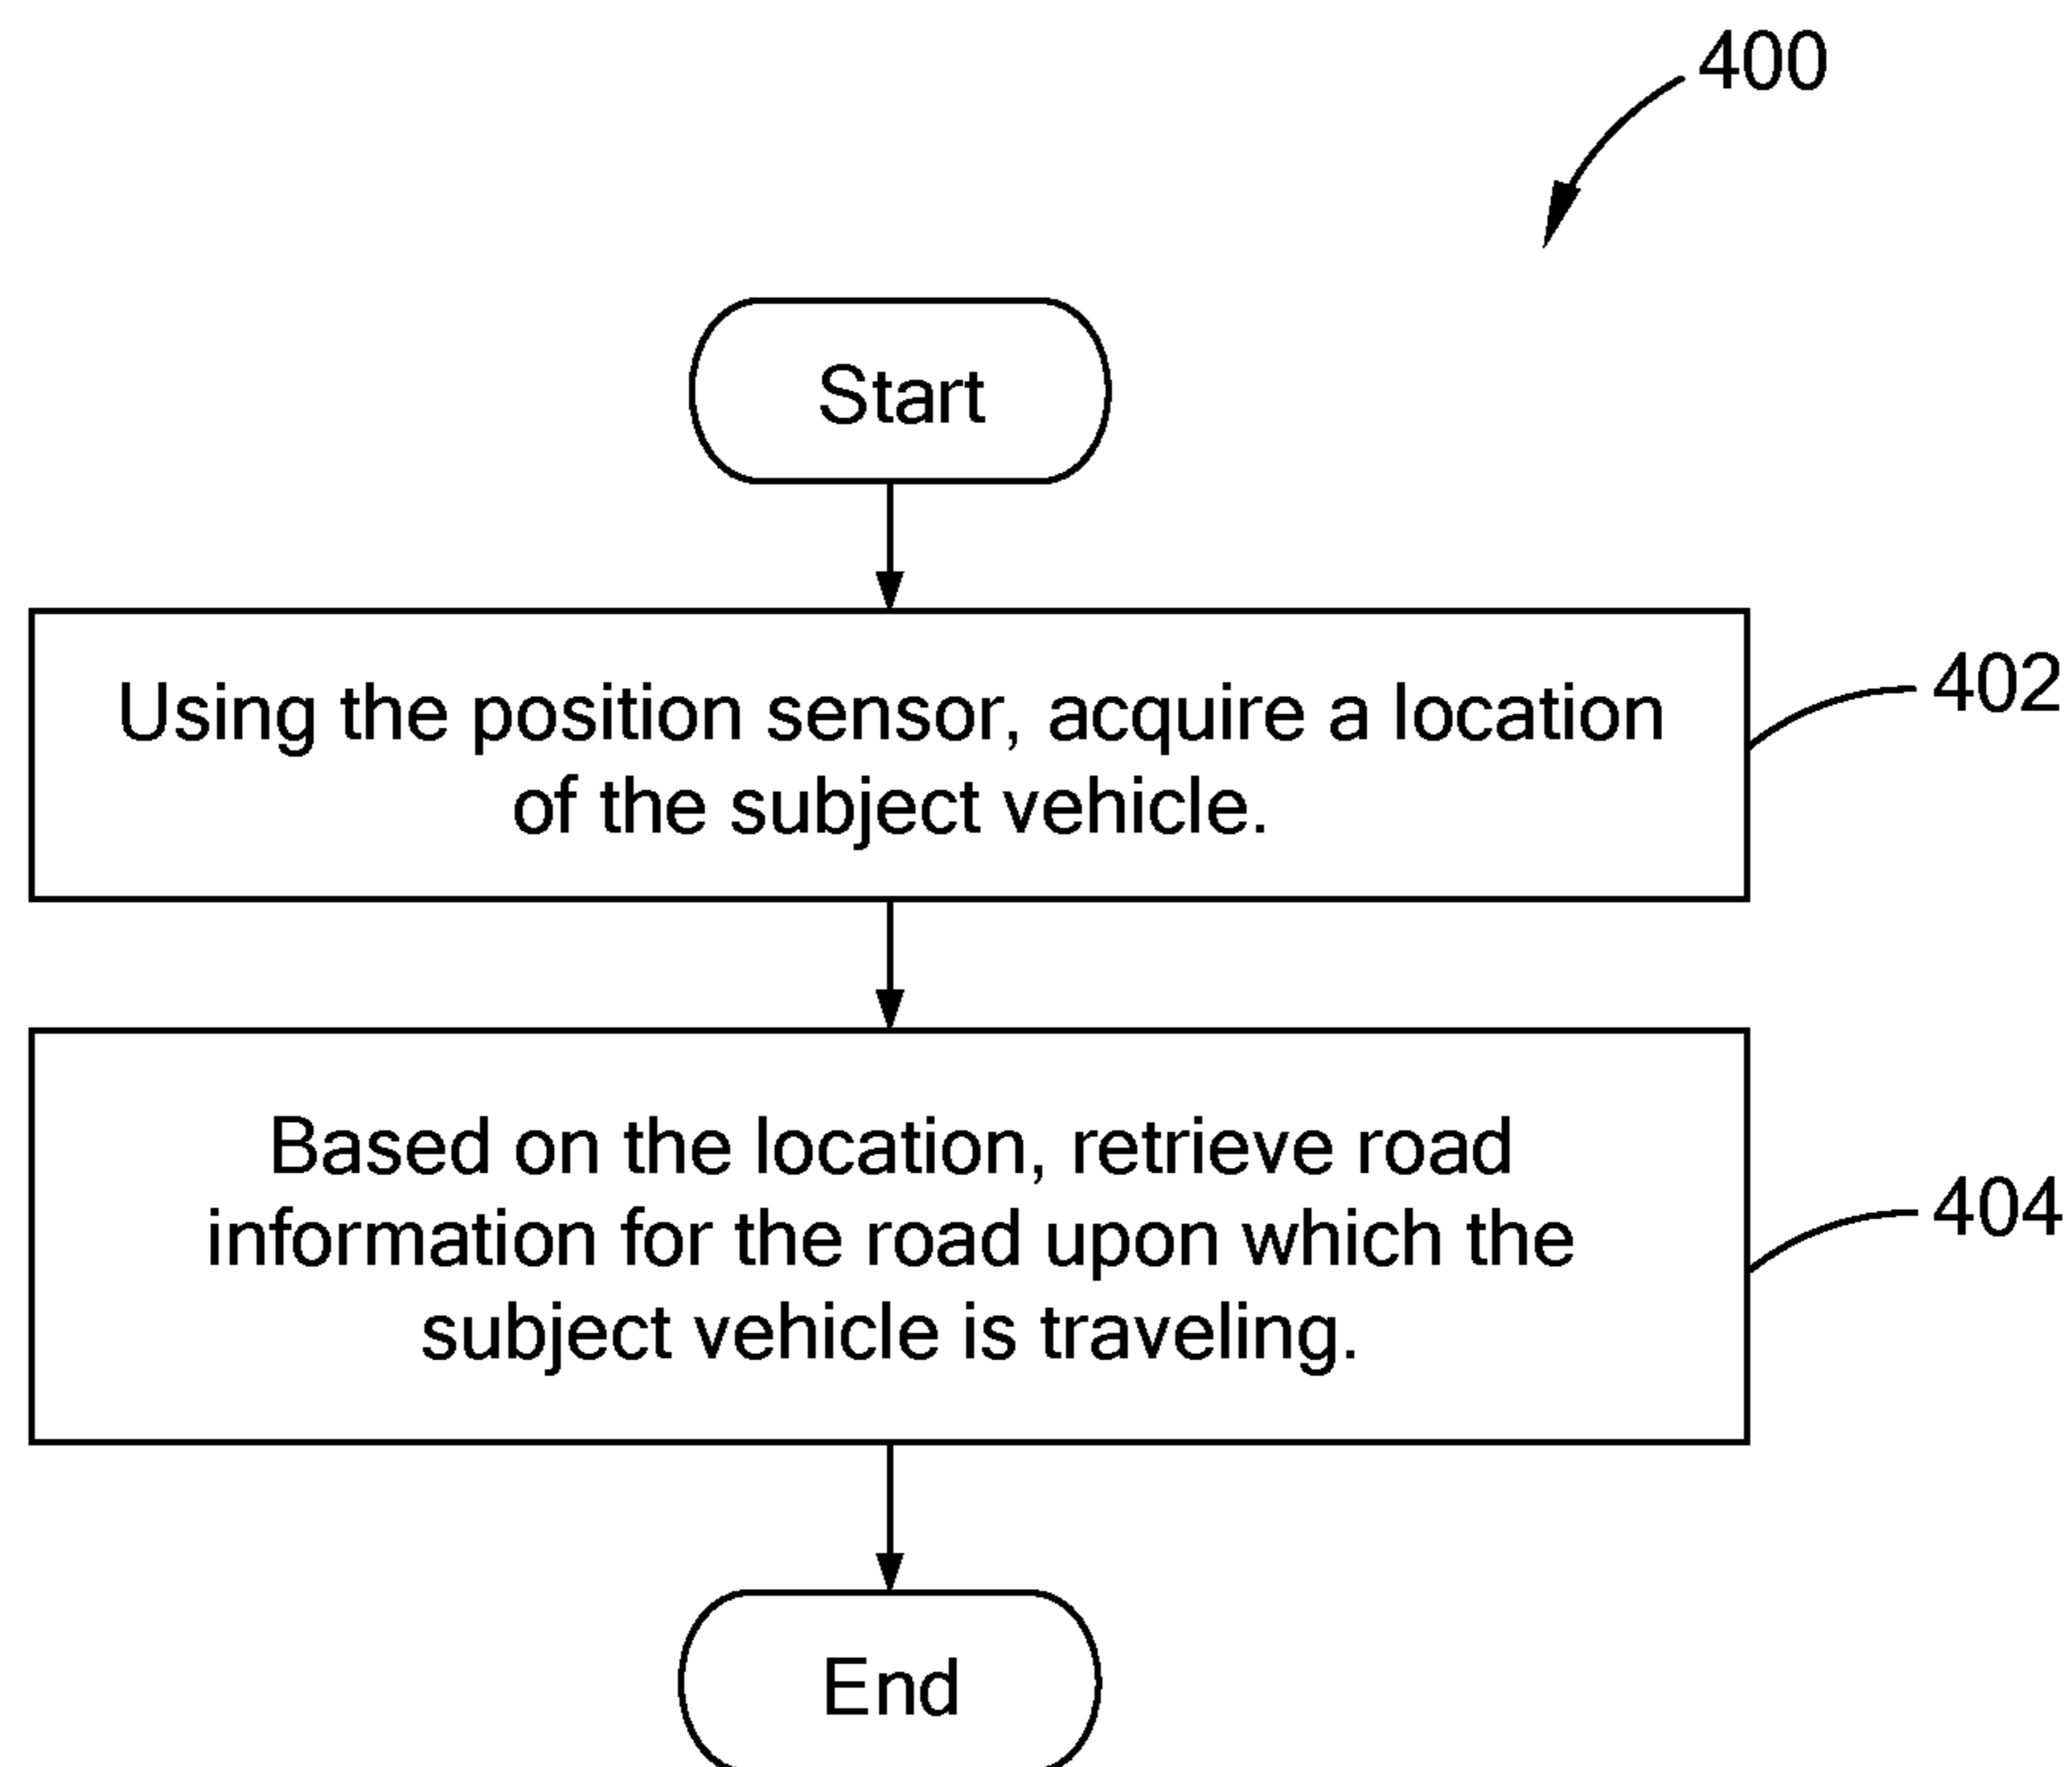 400
Start
Using the position sensor, acquire a location
of the subject vehicle.
402
Based on the location, retrieve road
information for the road upon which the
subject vehicle is traveling.
404
End